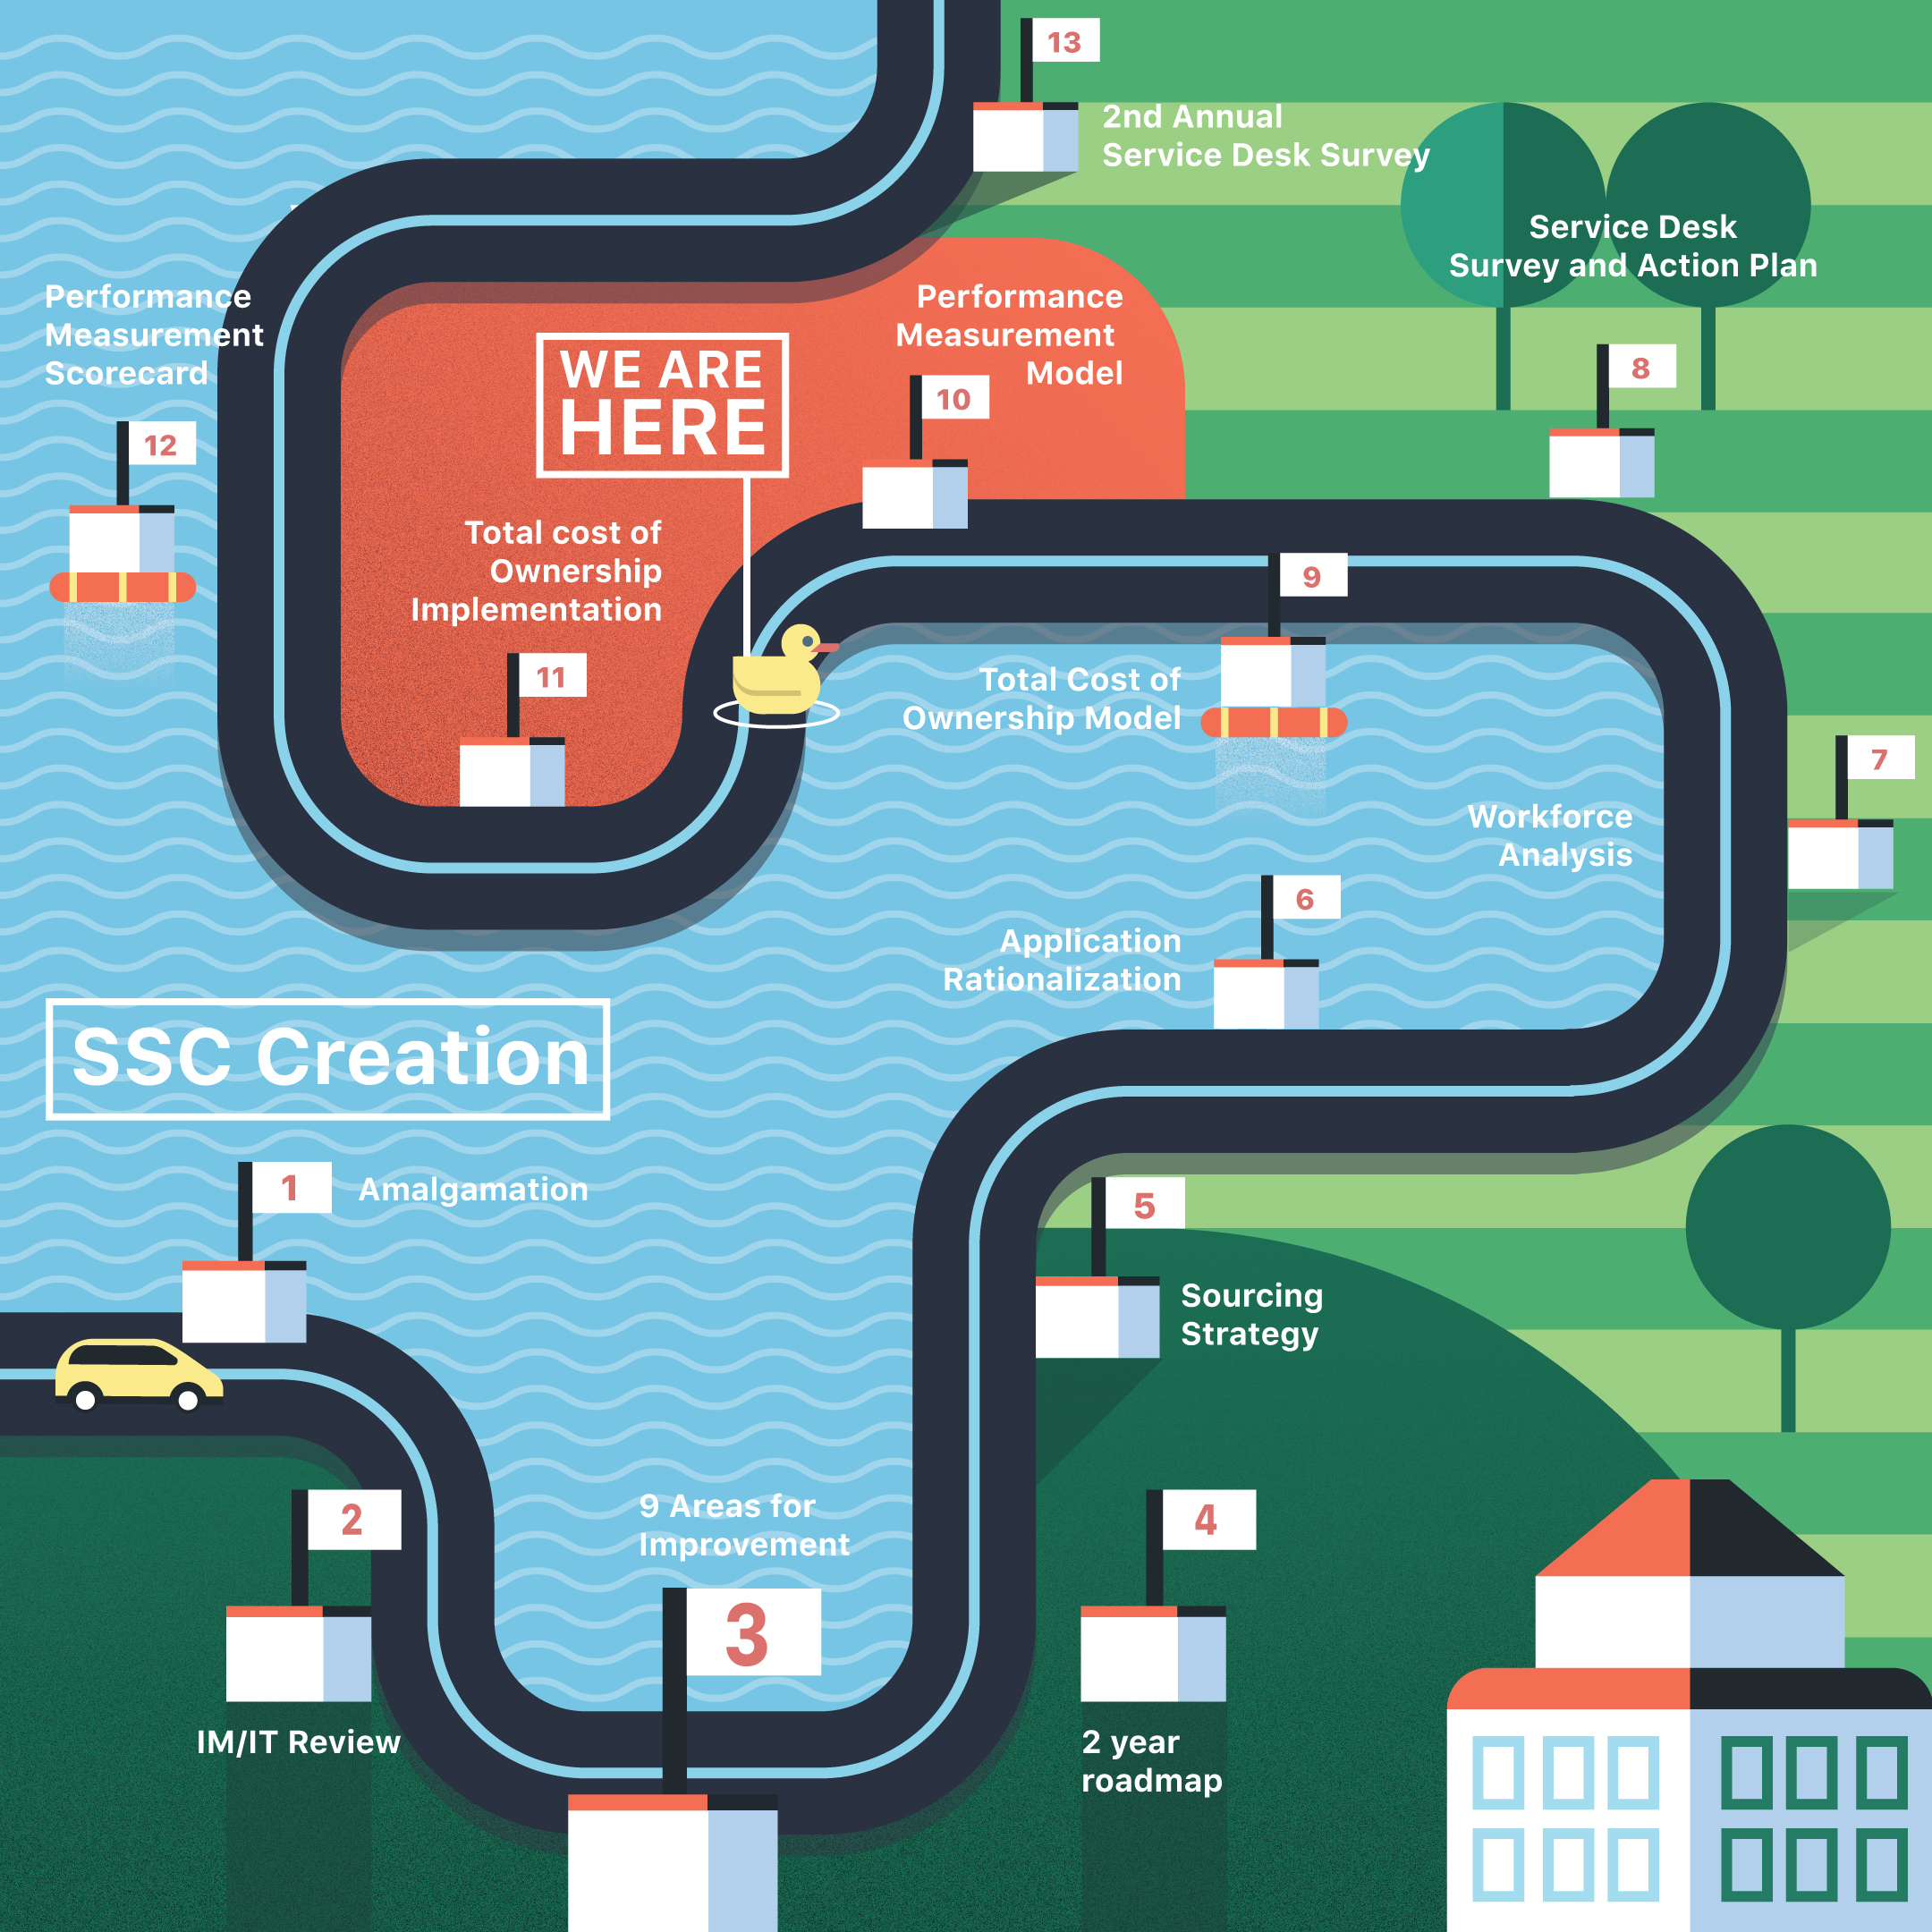 13
2nd Annual
Service Desk Survey
Service Desk
Survey and Action Plan
8
Performance
Measurement
Scorecard
12
WE ARE
HERE
Performance
Measurement
Model
10
Total cost of
Ownership
Implementation
11
9
Total Cost of
Ownership Model
7
Workforce
Analysis
6
Application
Rationalization
SSC Creation
1
Amalgamation
5
Sourcing
Strategy
2
IM/IT Review
9 Areas for
Improvement
3
4
2 year
roadmap